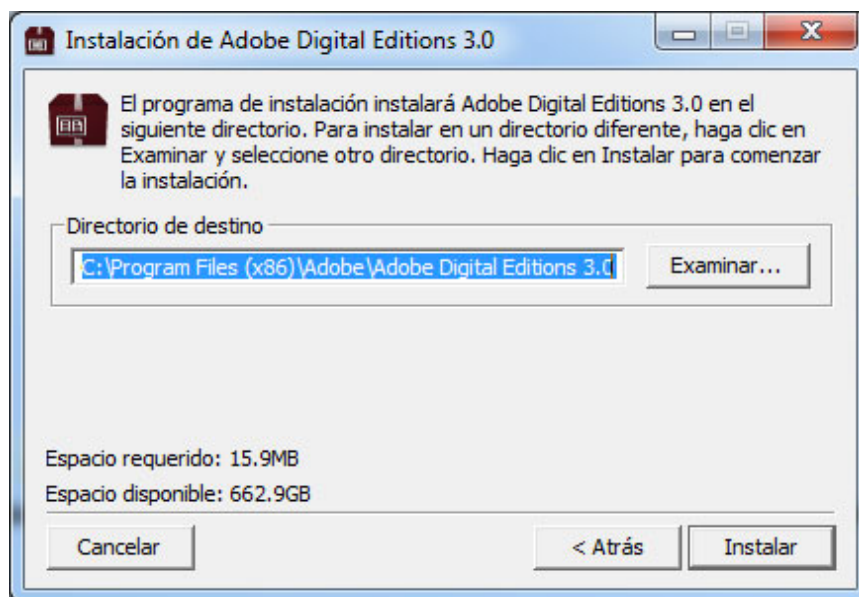 Instalación de Adobe Digital Editions 3.0
El programa de instalación instalará Adobe Digital Editions 3.0 en el
siguiente directorio. Para instalar en un directorio diferente, haga clic en
Examinar y seleccione otro directorio. Haga clic en Instalar para comenzar
la instalación.
Directorio de destino
C:\Program Files (x86)\Adobe\Adobe Digital Editions 3.0
Examinar...
Espacio requerido: 15.9MB
Espacio disponible: 662.9GB
Cancelar
< Atrás
Instalar